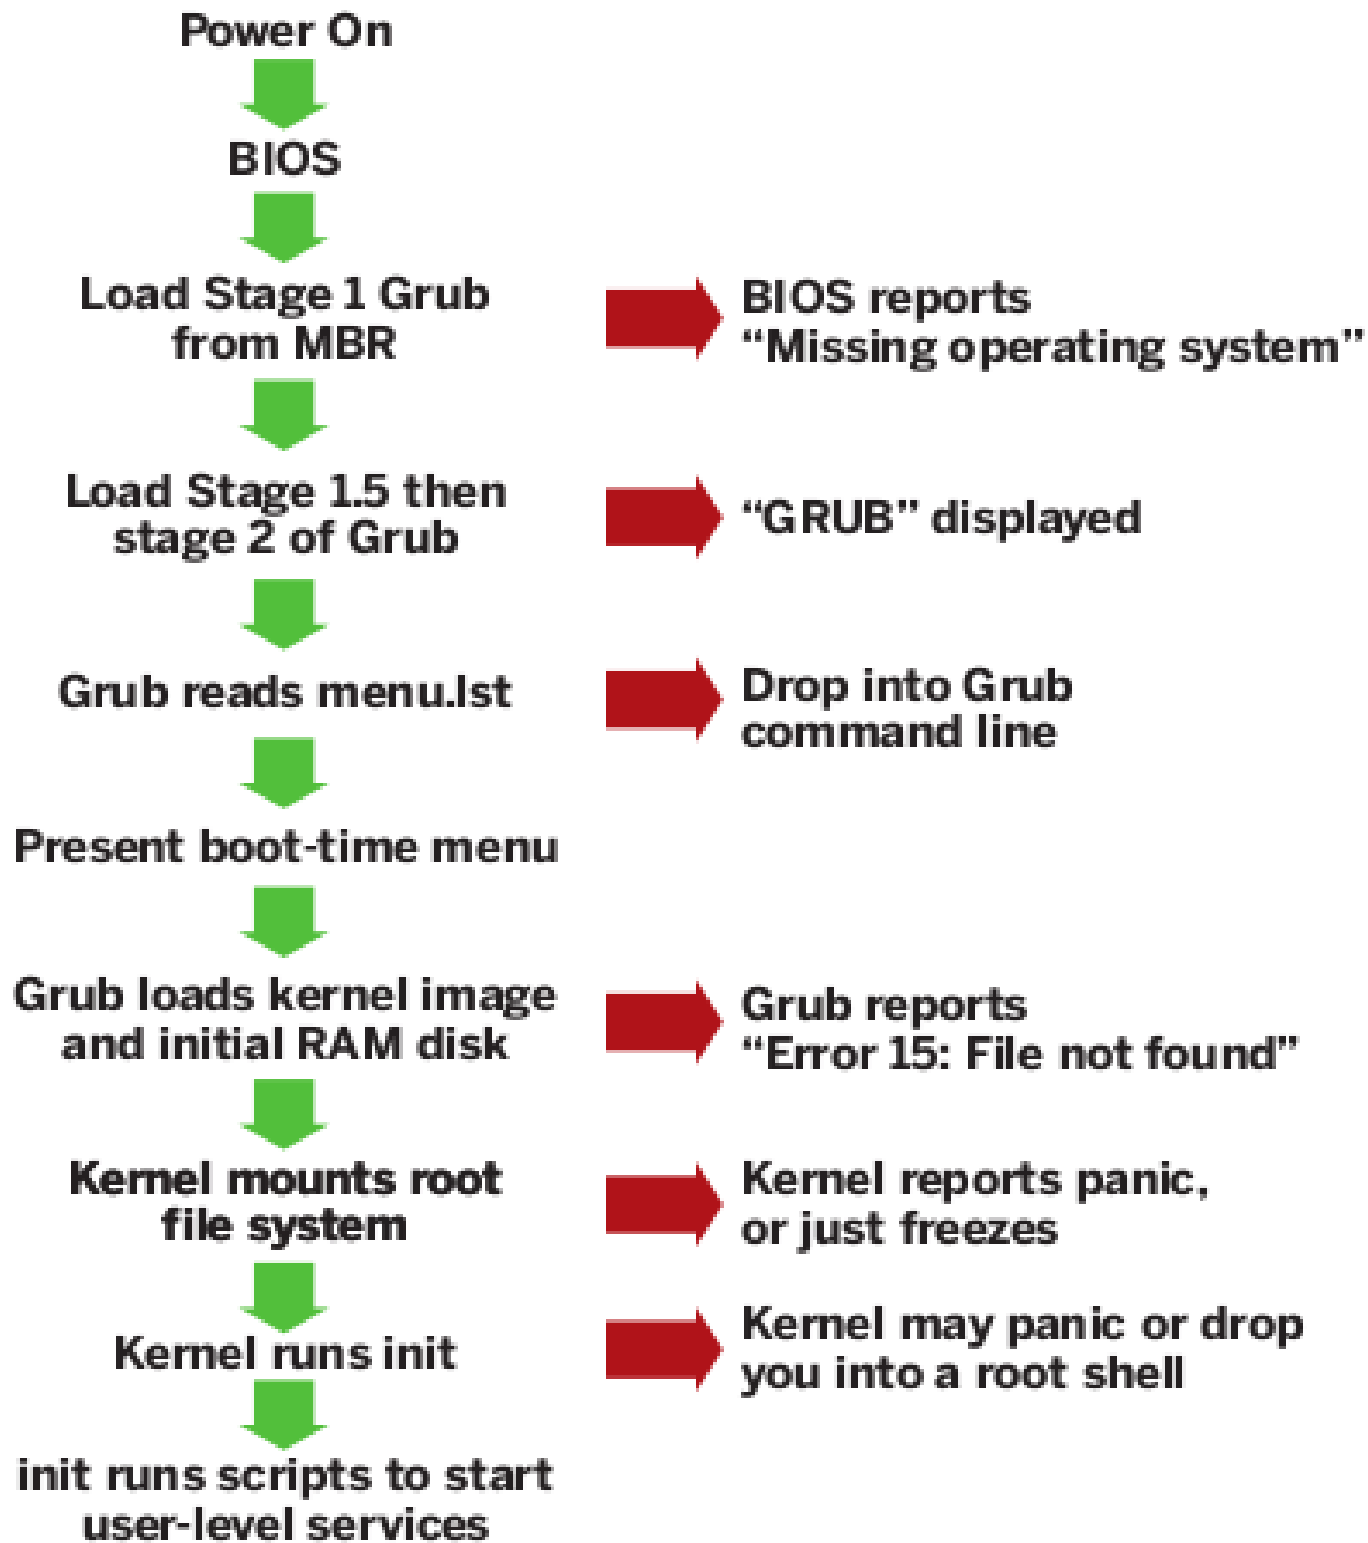 Power On
BIOS
Load Stage 1 Grub
from MBR
BIOS reports
“Missing operating system”
Load Stage 1.5 then
stage 2 of Grub
“GRUB” displayed
Grub reads menu.lst
Drop into Grub
command line
Present boot-time menu
Grub loads kernel image
and initial RAM disk
Grub reports
“Error 15: File not found”
Kernel mounts root
file system
Kernel reports panic,
or just freezes
Kernel runs init
Kernel may panic or drop
you into a root shell
init runs scripts to start
user-level services